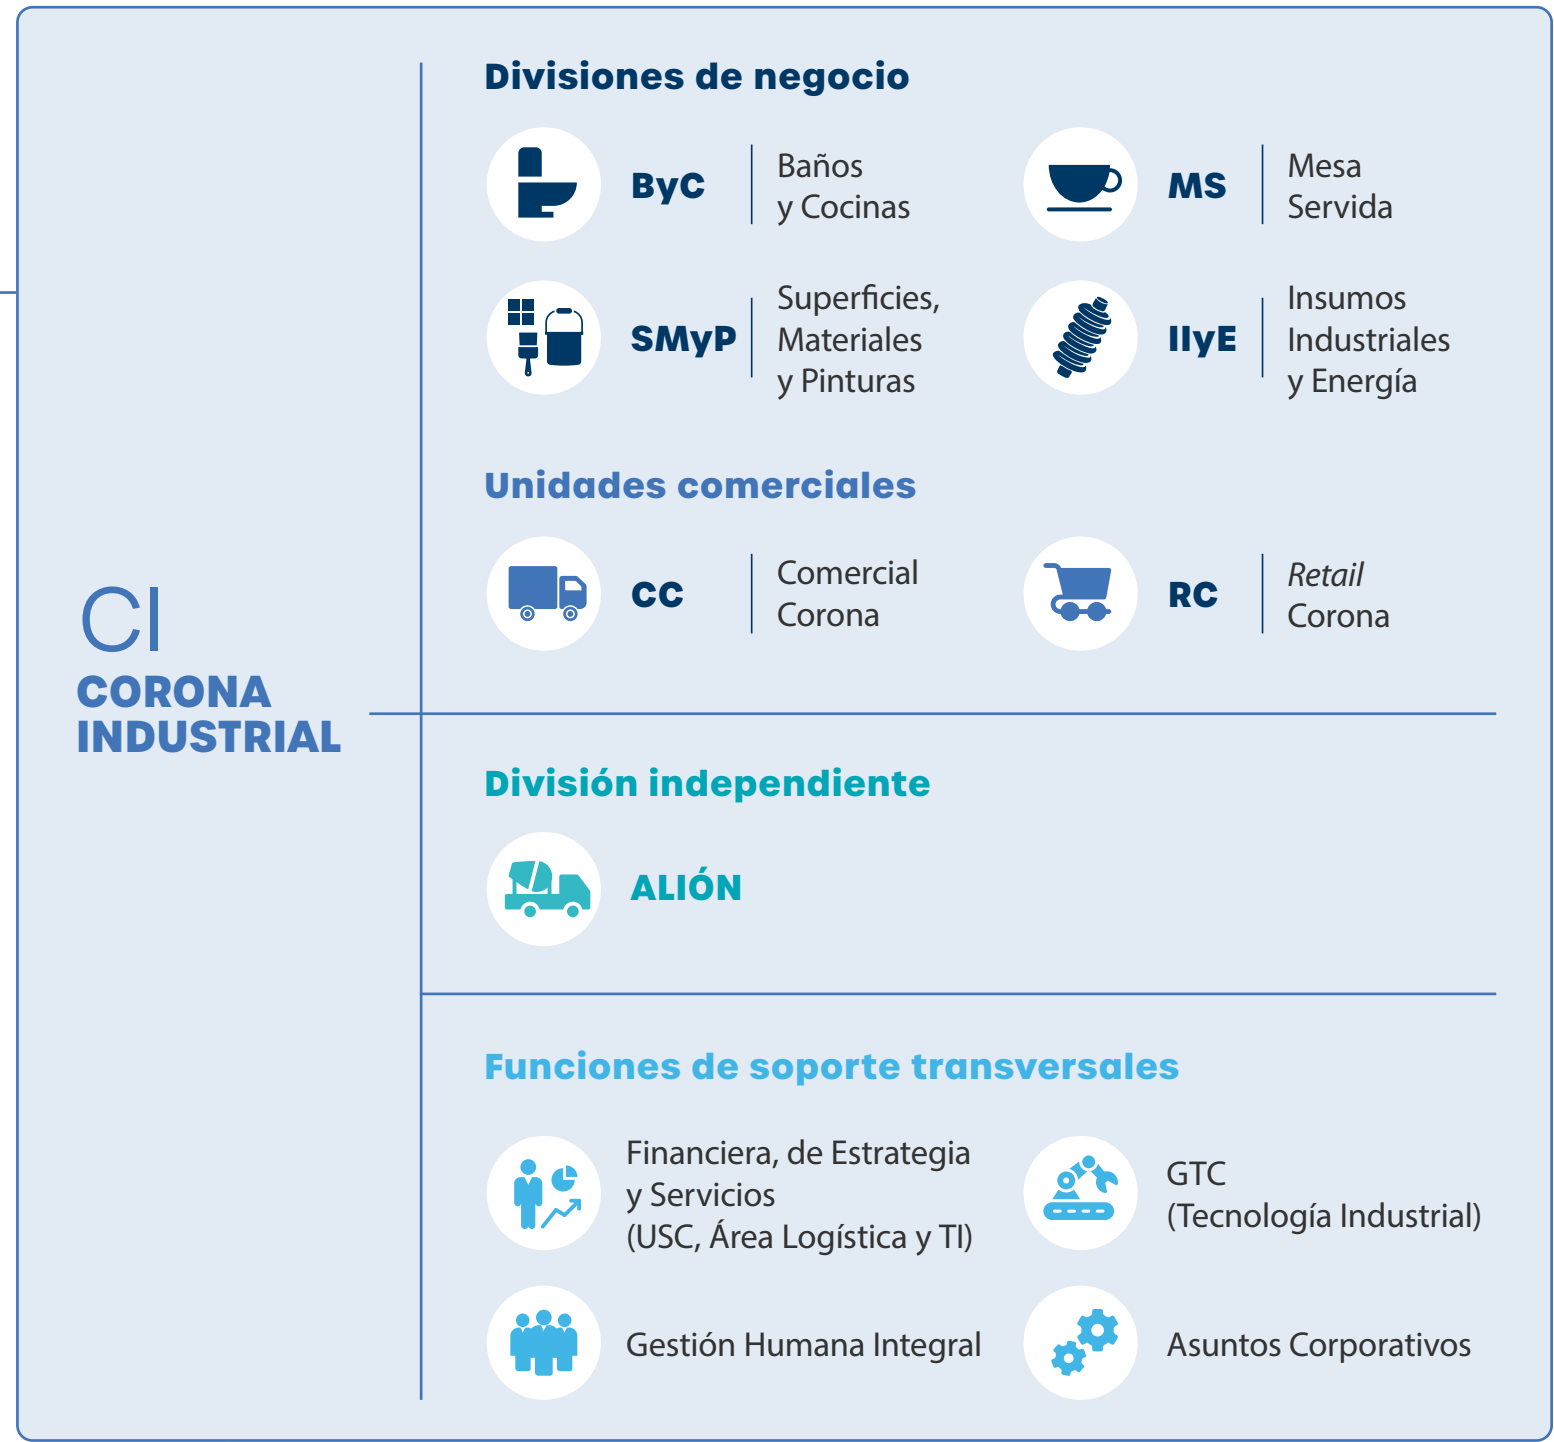 CI
CORONA
INDUSTRIAL
Divisiones de negocio
ByC
Baños
y Cocinas
MS
Mesa
Servida
SMyP
Superficies,
Materiales
y Pinturas
IIyE
Insumos
Industriales
y Energía
Unidades comerciales
CC
Comercial
Corona
RC
Retail
Corona
División independiente
ALIÓN
Funciones de soporte transversales
Financiera, de Estrategia
y Servicios
(USC, Área Logística y TI)
GTC
(Tecnología Industrial)
Gestión Humana Integral
Asuntos Corporativos